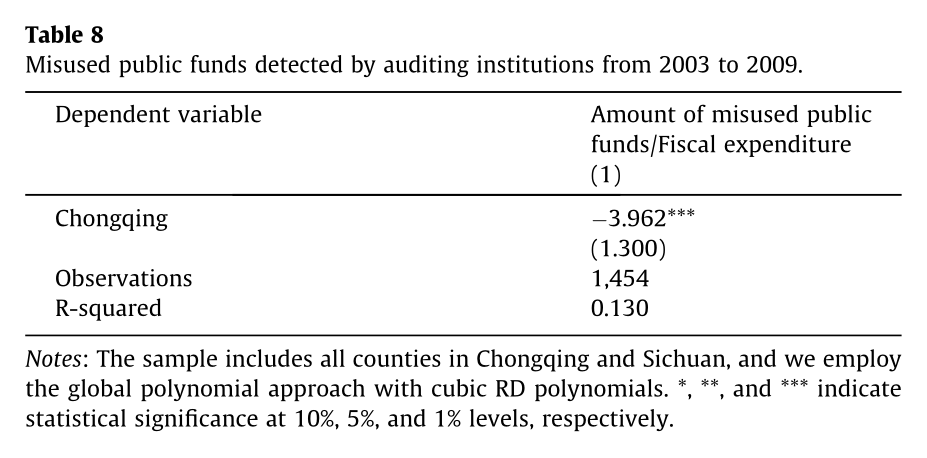 Table 8
Misused public funds detected by auditing institutions from 2003 to 2009.
Dependent variable
Amount of misused public
funds/Fiscal expenditure
(1)
Chongqing −3.962***
(1.300)
Observations 1,454
R-squared 0.130
Notes: The sample includes all counties in Chongqing and Sichuan, and we employ
the global polynomial approach with cubic RD polynomials. *, **, and *** indicate
statistical significance at 10%, 5%, and 1% levels, respectively.